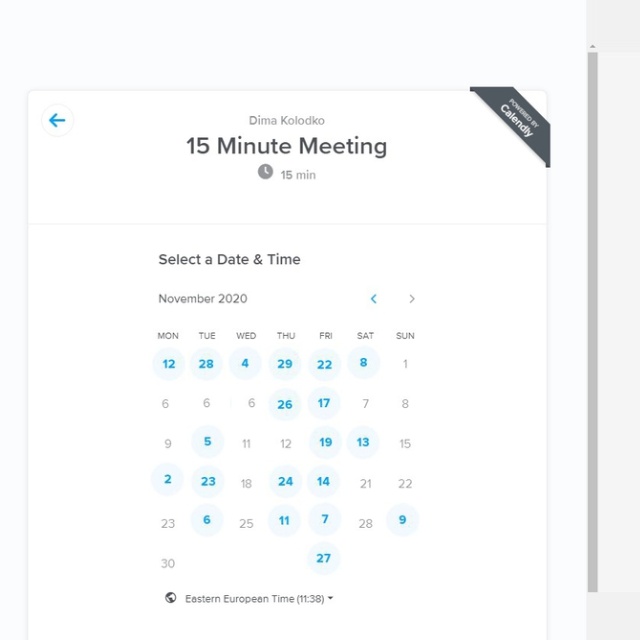 POWERED BY
Calendly
Dima Kolodko
15 Minute Meeting
15 min
Select a Date & Time
November 2020
MON TUE WED THU FRI SAT SUN
12 28 4 29 22 8 1
6 6 6 26 17 7 8
9 5 11 12 19 13 15
2 23 18 24 14 21 22
23 6 25 11 7 28 9
30 27
Eastern European Time (11:38)